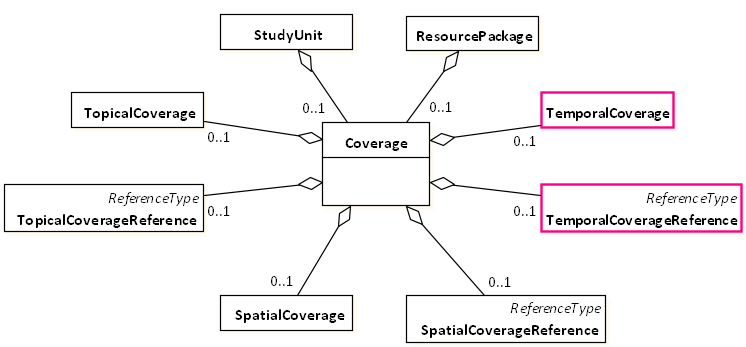 StudyUnit
ResourcePackage
0..1
0..1
TopicalCoverage
0..1
Coverage
TemporalCoverage
0..1
ReferenceType
TopicalCoverageReference
0..1
ReferenceType
TemporalCoverageReference
0..1
0..1
SpatialCoverage
0..1
ReferenceType
SpatialCoverageReference